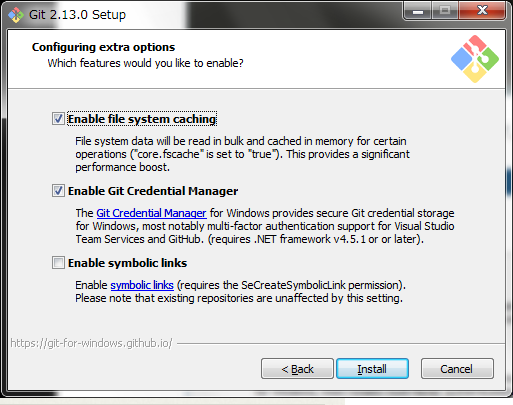 Git 2.13.0 Setup
Configuring extra options
Which features would you like to enable?
Enable file system caching
File system data will be read in bulk and cached in memory for certain
operations ("core.fscache" is set to "true"). This provides a significant
performance boost.
Enable Git Credential Manager
The Git Credential Manager for Windows provides secure Git credential storage
for Windows, most notably multi-factor authentication support for Visual Studio
Team Services and GitHub. (requires .NET framework v4.5.1 or or later).
Enable symbolic links
Enable symbolic links (requires the SeCreateSymbolicLink permission).
Please note that existing repositories are unaffected by this setting.
https://git-for-windows.github.io/
< Back
Install
Cancel